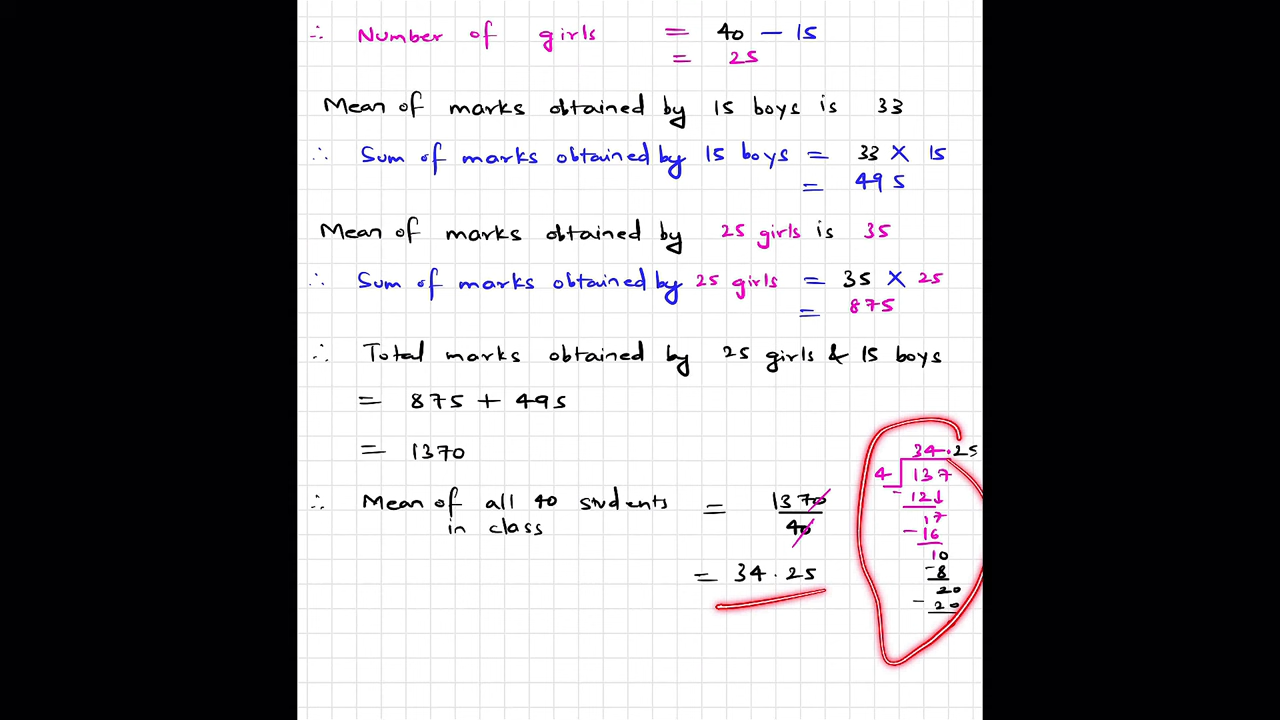 ∴ Number of girls = 40 - 15
= 25
Mean of marks obtained by 15 boys is 33
∴ Sum of marks obtained by 15 boys = 33 × 15
= 495
Mean of marks obtained by 25 girls is 35
∴ Sum of marks obtained by 25 girls = 35 × 25
= 875
∴ Total marks obtained by 25 girls & 15 boys
= 875 + 495
= 1370
∴ Mean of all 40 students in class = 1370/40
= 34.25
34.25
4 137
- 12↓
17
- 16
10
- 8
20
- 20